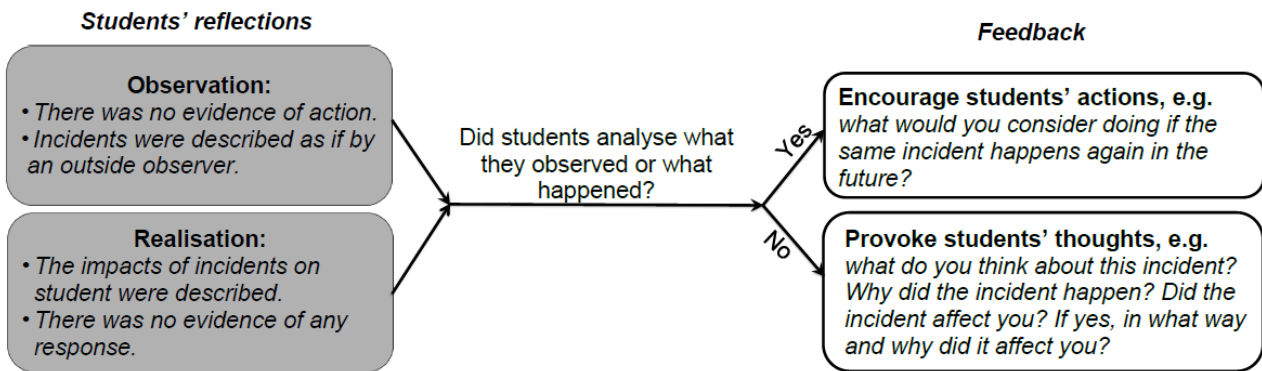 Students' reflections
Observation:
• There was no evidence of action.
• Incidents were described as if by
an outside observer.
Realisation:
• The impacts of incidents on
student were described.
• There was no evidence of any
response.
Did students analyse what
they observed or what
happened?
Yes
No
Feedback
Encourage students' actions, e.g.
what would you consider doing if the
same incident happens again in the
future?
Provoke students' thoughts, e.g.
what do you think about this incident?
Why did the incident happen? Did the
incident affect you? If yes, in what way
and why did it affect you?